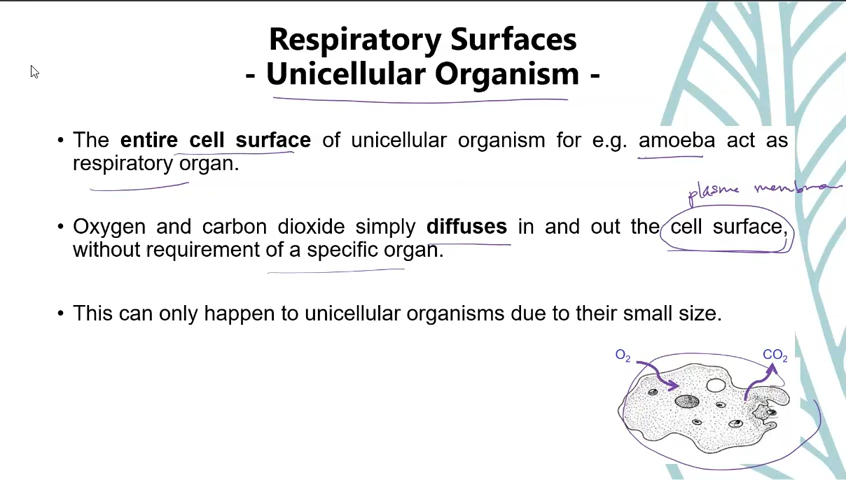 Respiratory Surfaces
- Unicellular Organism -
• The entire cell surface of unicellular organism for e.g. amoeba act as
respiratory organ.
plasme membran
• Oxygen and carbon dioxide simply diffuses in and out the cell surface,
without requirement of a specific organ.
• This can only happen to unicellular organisms due to their small size.
O₂
CO₂